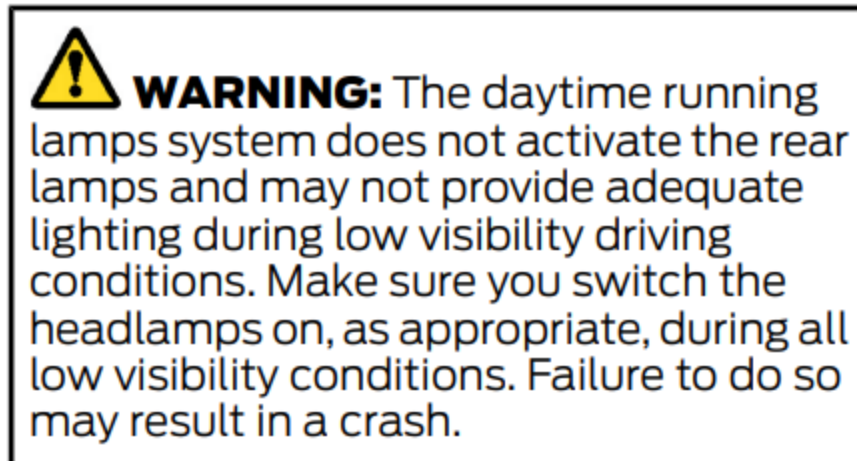 WARNING: The daytime running
lamps system does not activate the rear
lamps and may not provide adequate
lighting during low visibility driving
conditions. Make sure you switch the
headlamps on, as appropriate, during all
low visibility conditions. Failure to do so
may result in a crash.